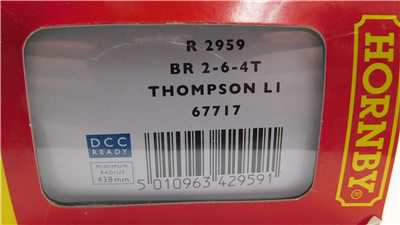 R 2959
BR 2-6-4T
THOMPSON L1
67717
DCC
READY
MINIMUM
RADIUS
438mm
5 010963 429591
HORNBY